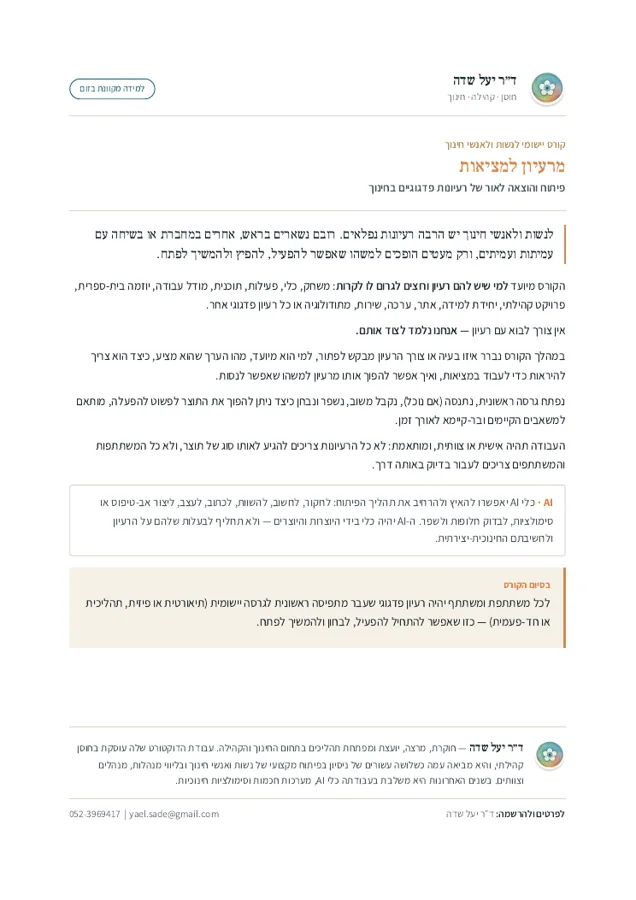 ד״ר יעל שדה
חוסן · קהילה · חינוך
למידה מקוונת בזום
קורס יישומי לנשות ולאנשי חינוך
מרעיון למציאות
פיתוח והוצאה לאור של רעיונות פדגוגיים בחינוך
לנשות ולאנשי חינוך יש הרבה רעיונות נפלאים. רובם נשארים בראש, אחרים במחברת או בשיחה עם
עמיתות ועמיתים, ורק מעטים הופכים למשהו שאפשר להפעיל, להפיץ ולהמשיך לפתח.
הקורס מיועד למי שיש להם רעיון ורוצים לגרום לו לקרות: משחק, כלי, פעילות, תוכנית, מודל עבודה, יוזמה בית-ספרית,
פרויקט קהילתי, יחידת למידה, אתר, ערכה, שירות, מתודולוגיה או כל רעיון פדגוגי אחר.
אין צורך לבוא עם רעיון — אנחנו נלמד לצוד אותם.
במהלך הקורס נברר איזו בעיה או צורך הרעיון מבקש לפתור, למי הוא מיועד, מהו הערך שהוא מציע, כיצד הוא צריך
להיראות כדי לעבוד במציאות, ואיך אפשר להפוך אותו מרעיון למשהו שאפשר לנסות.
נפתח גרסה ראשונית, נתנסה (אם נוכל), נקבל משוב, נשפר ונבחן כיצד ניתן להפוך את התוצר לפשוט להפעלה, מותאם
למשאבים הקיימים ובר-קיימא לאורך זמן.
העבודה תהיה אישית או צוותית, ומותאמת: לא כל הרעיונות צריכים להגיע לאותו סוג של תוצר, ולא כל המשתתפות
והמשתתפים צריכים לעבור בדיוק באותה דרך.
AI · כלי AI יאפשרו להאיץ ולהרחיב את תהליך הפיתוח: לחקור, לחשוב, להשוות, לכתוב, לעצב, ליצור אב-טיפוס או
סימולציות, לבדוק חלופות ולשפר. ה-AI יהיה כלי בידי היוצרות והיוצרים — ולא תחליף לבעלות שלהם על הרעיון
ולחשיבתם החינוכית-יצירתית.
בסיום הקורס
לכל משתתפת ומשתתף יהיה רעיון פדגוגי שעבר מתפיסה ראשונית לגרסה יישומית (תיאורטית או פיזית, תהליכית
או חד-פעמית) — כזו שאפשר להתחיל להפעיל, לבחון ולהמשיך לפתח.
ד״ר יעל שדה — חוקרת, מרצה, יועצת ומפתחת תהליכים בתחום החינוך והקהילה. עבודת הדוקטורט שלה עוסקת בחוסן
קהילתי, והיא מביאה עמה כשלושה עשורים של ניסיון בפיתוח מקצועי של נשות ואנשי חינוך ובליווי מנהלות, מנהלים
וצוותים. בשנים האחרונות היא משלבת בעבודתה כלי AI, מערכות חכמות וסימולציות חינוכיות.
לפרטים ולהרשמה: ד״ר יעל שדה
052-3969417 | yael.sade@gmail.com